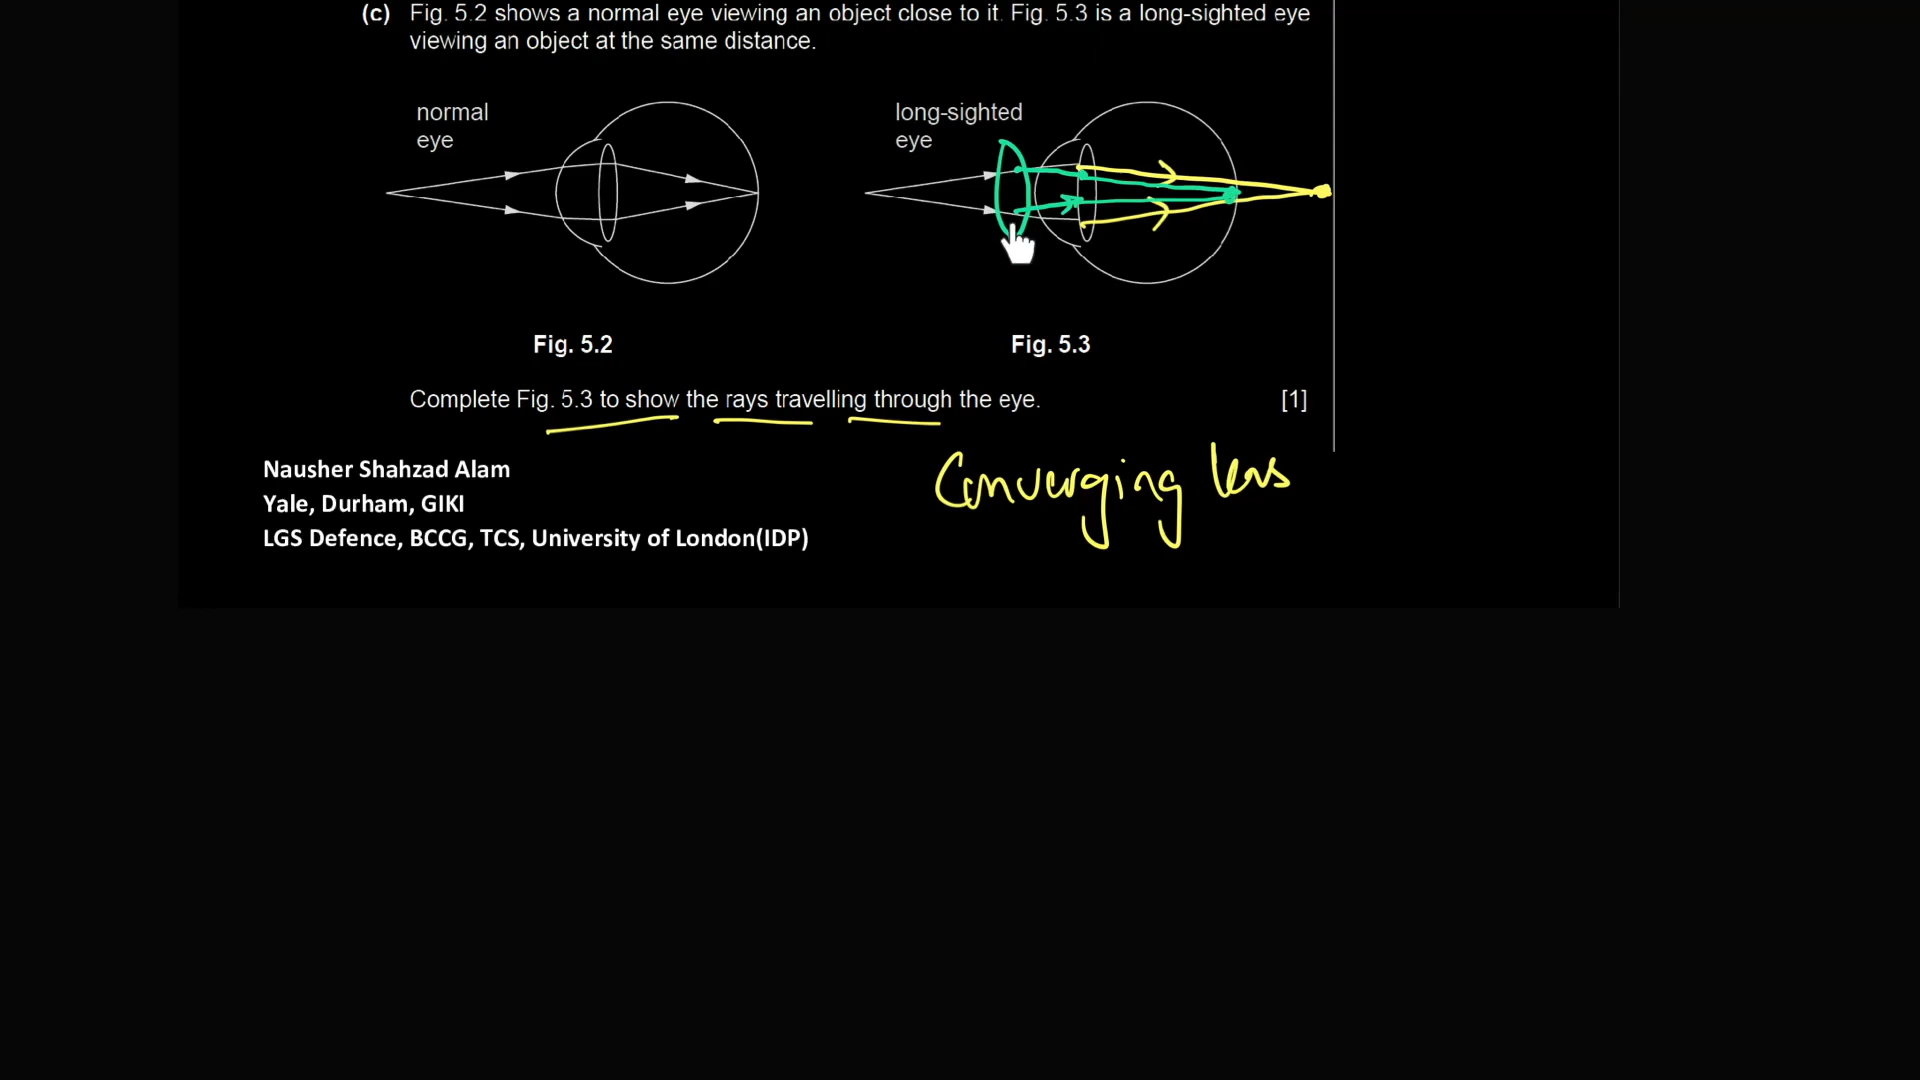 (c) Fig. 5.2 shows a normal eye viewing an object close to it. Fig. 5.3 is a long-sighted eye
viewing an object at the same distance.
normal
eye
long-sighted
eye
Fig. 5.2
Fig. 5.3
Complete Fig. 5.3 to show the rays travelling through the eye. [1]
Converging lens
Nausher Shahzad Alam
Yale, Durham, GIKI
LGS Defence, BCCG, TCS, University of London(IDP)